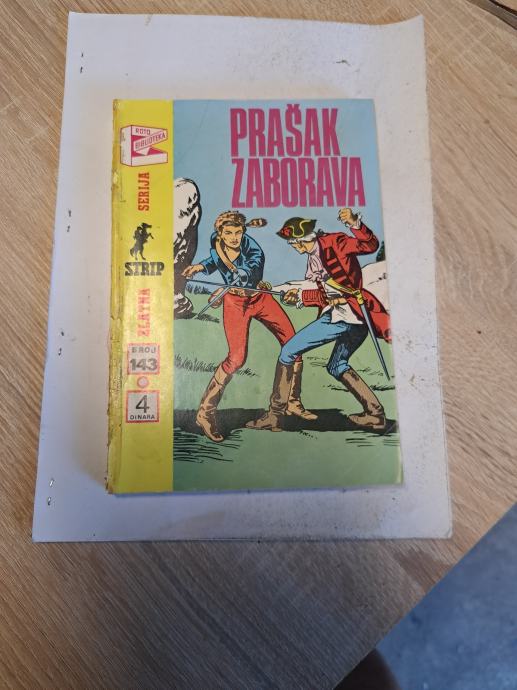 PRAŠAK
ZABORAVA
ROTO
BIBLIOTEKA
ZLATNA STRIP SERIJA
BROJ
143
4
DINARA